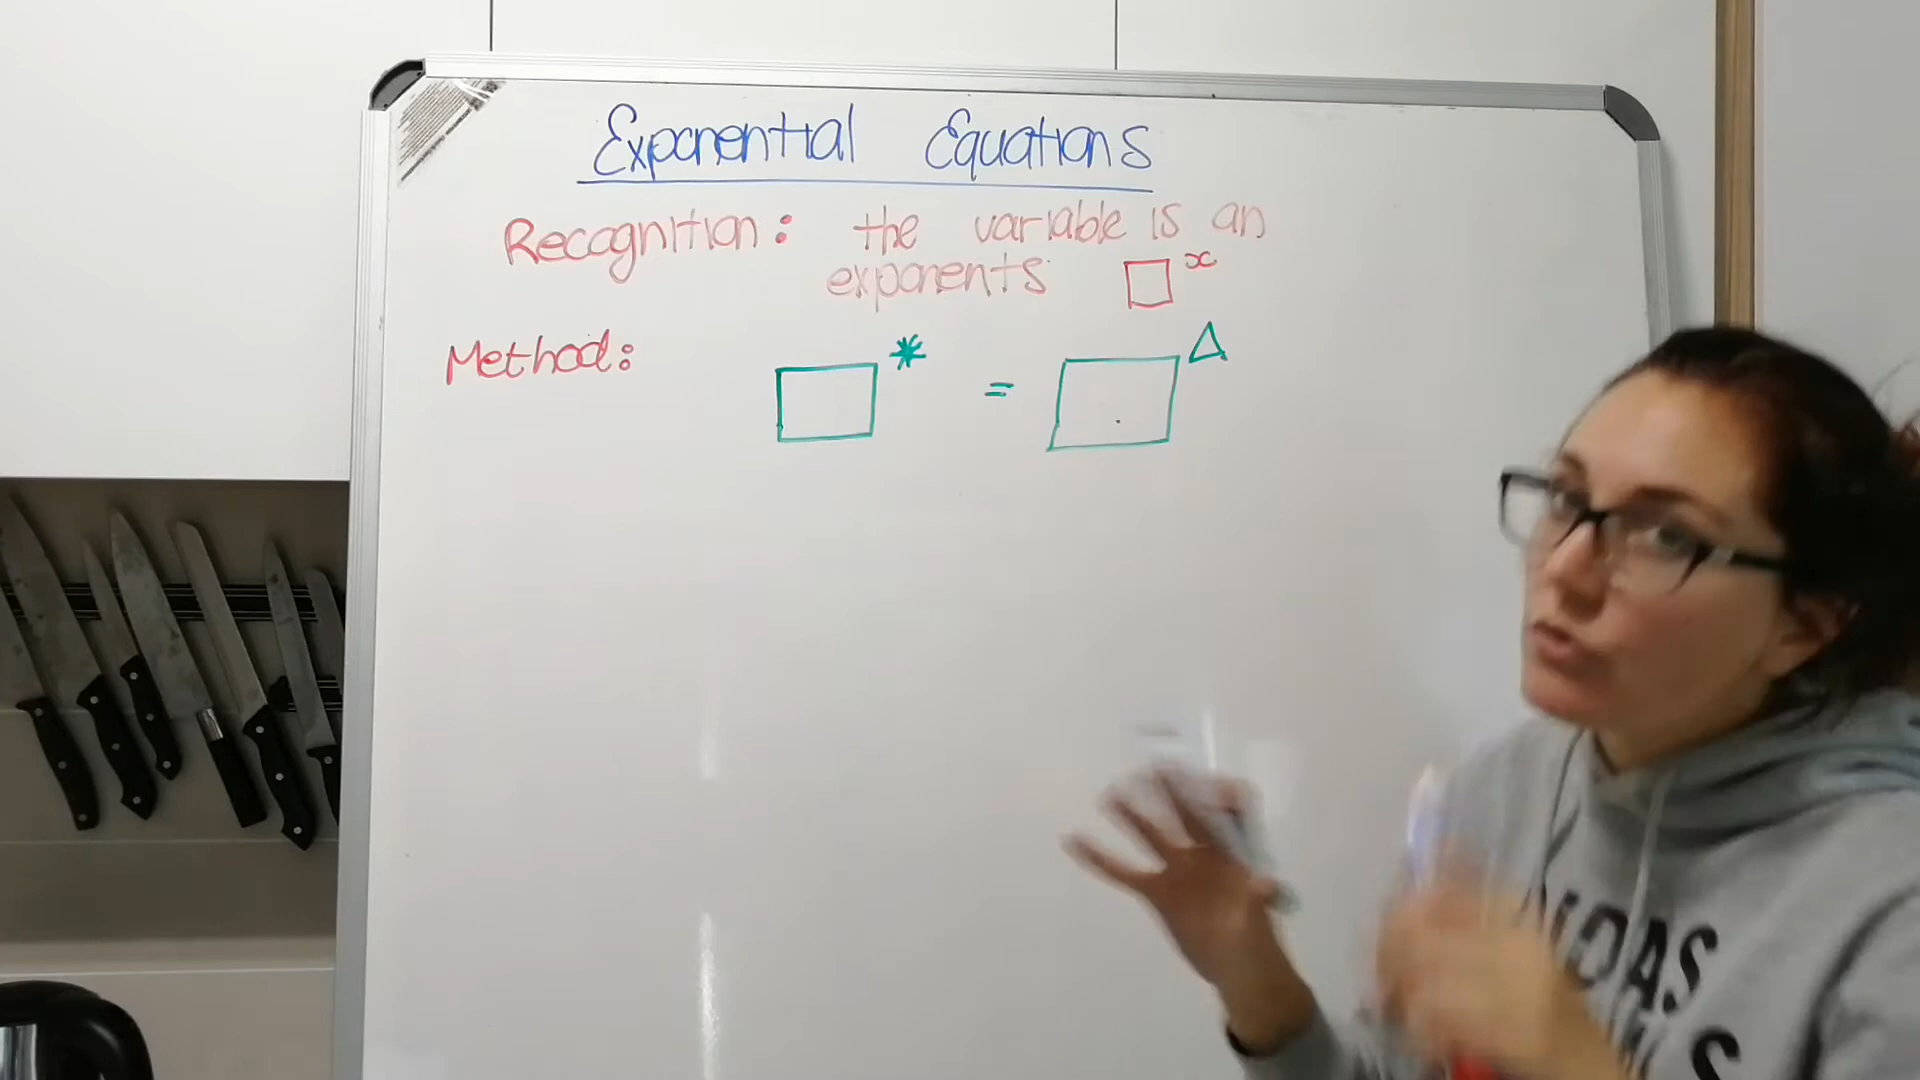 Exponential Equations
Recognition: the variable is an
exponents □ˣ
Method: □* = □△